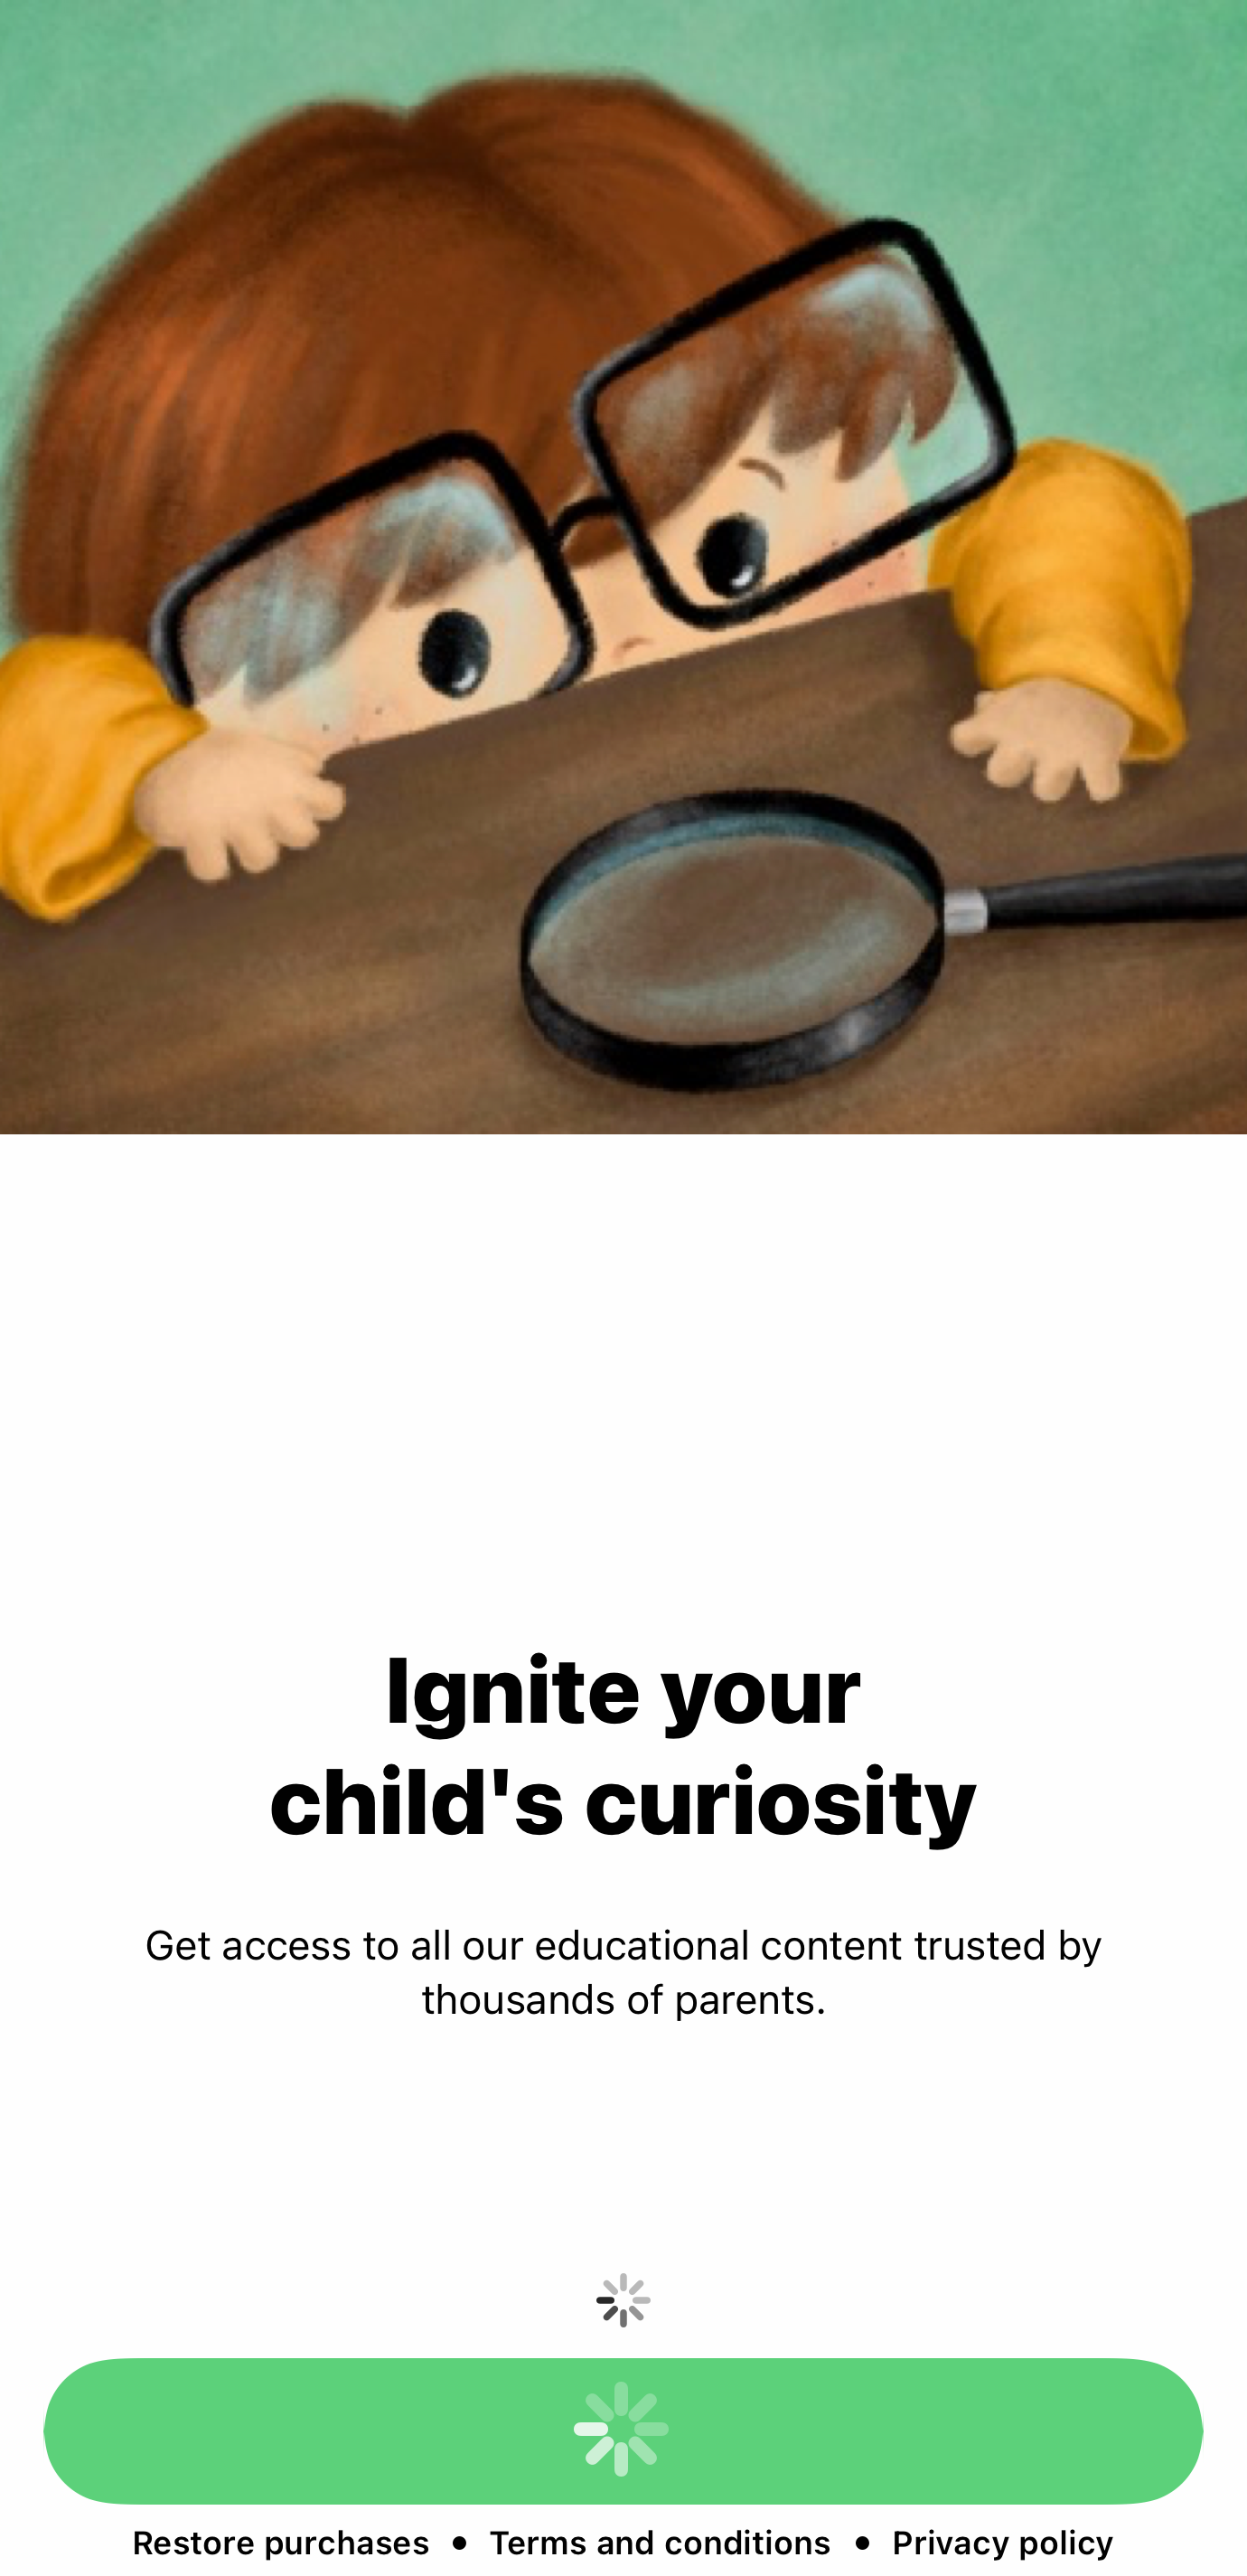 Ignite your
child's curiosity
Get access to all our educational content trusted by
thousands of parents.
Restore purchases • Terms and conditions • Privacy policy